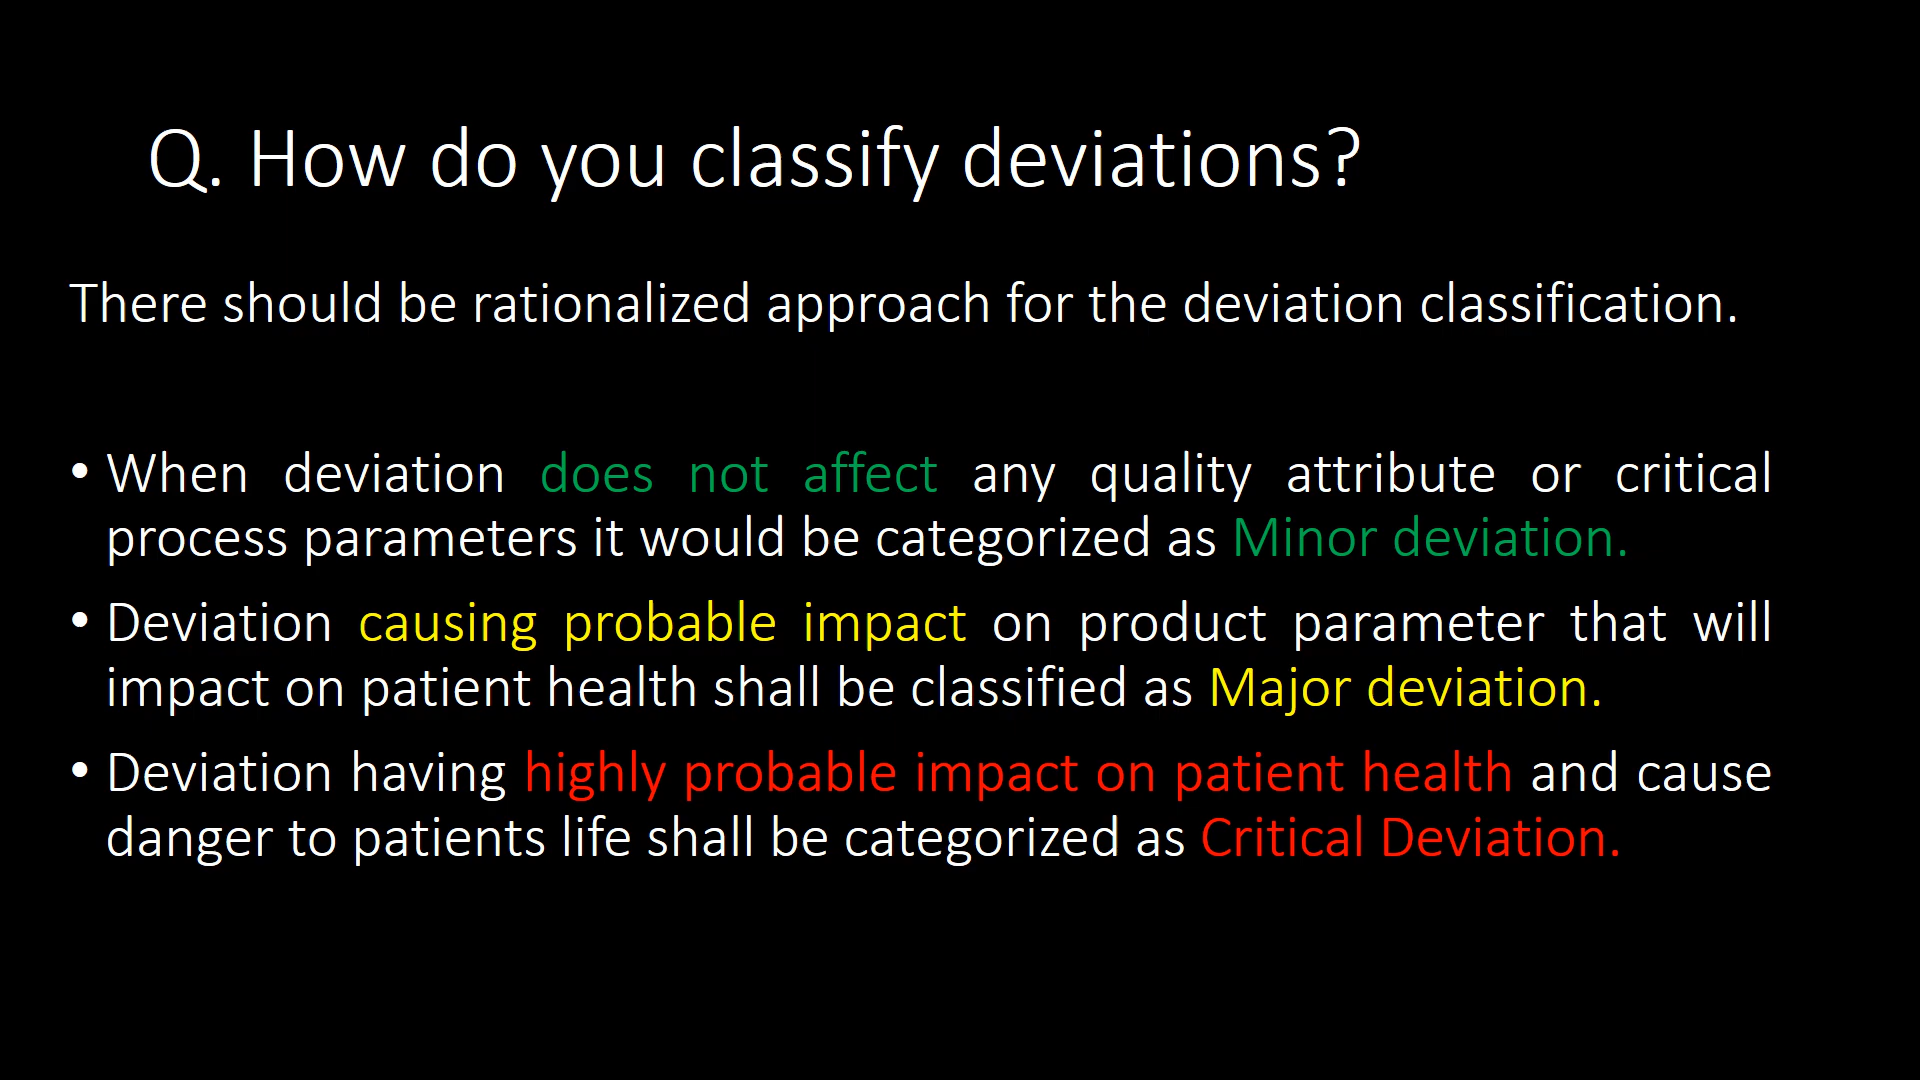 Q. How do you classify deviations?
There should be rationalized approach for the deviation classification.
• When deviation does not affect any quality attribute or critical
process parameters it would be categorized as Minor deviation.
• Deviation causing probable impact on product parameter that will
impact on patient health shall be classified as Major deviation.
• Deviation having highly probable impact on patient health and cause
danger to patients life shall be categorized as Critical Deviation.